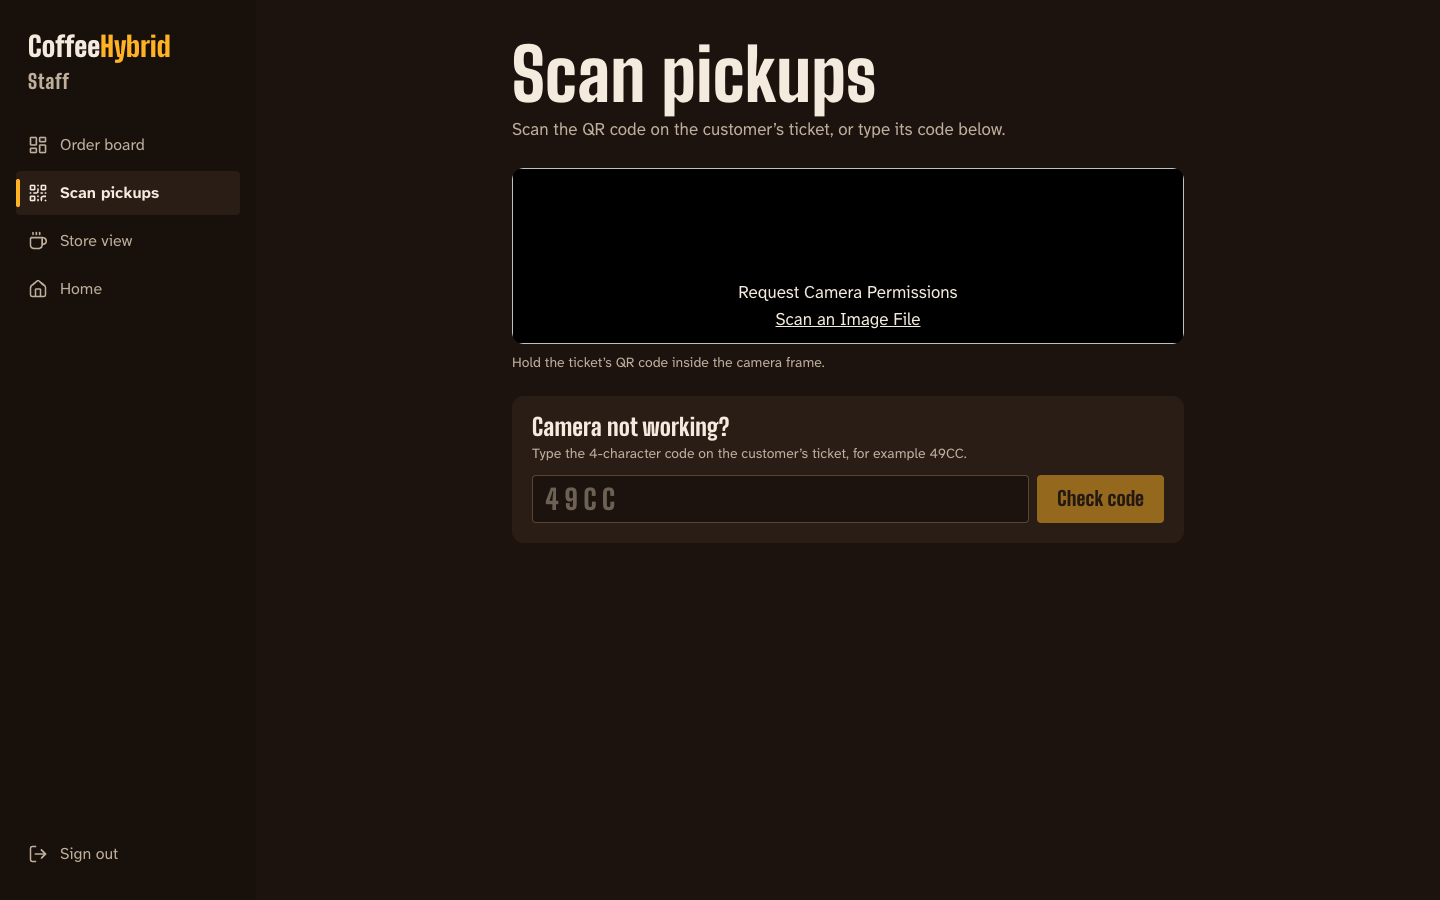 CoffeeHybrid
Staff
Order board
Scan pickups
Store view
Home
Sign out
Scan pickups
Scan the QR code on the customer’s ticket, or type its code below.
Request Camera Permissions
Scan an Image File
Hold the ticket’s QR code inside the camera frame.
Camera not working?
Type the 4-character code on the customer’s ticket, for example 49CC.
49CC
Check code